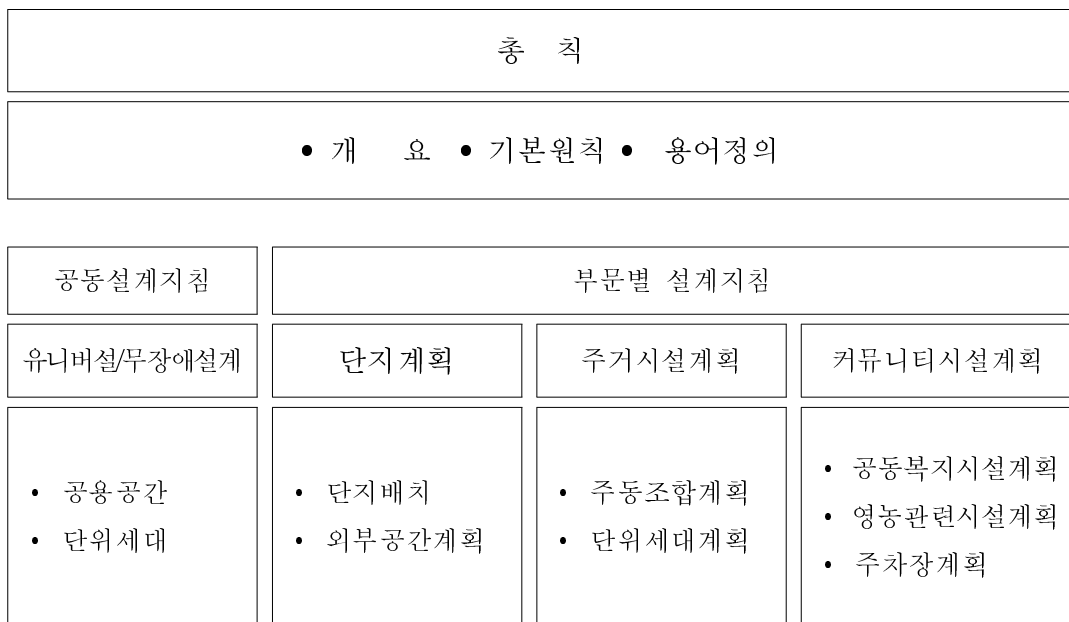 총 칙
• 개 요 • 기본원칙 • 용어정의
공동설계지침
부문별 설계지침
유니버설/무장애설계
단지계획
주거시설계획
커뮤니티시설계획
• 공용공간
• 단위세대
• 단지배치
• 외부공간계획
• 주동조합계획
• 단위세대계획
• 공동복지시설계획
• 영농관련시설계획
• 주차장계획